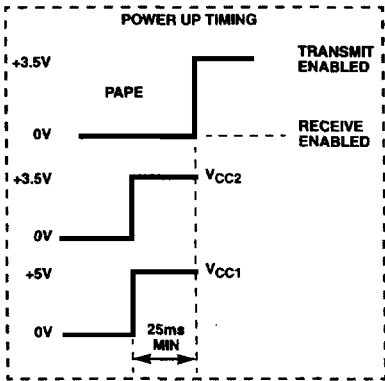 POWER UP TIMING
+3.5V
TRANSMIT
ENABLED
PAPE
0V
RECEIVE
ENABLED
+3.5V
VCC2
0V
+5V
VCC1
0V
25ms
MIN